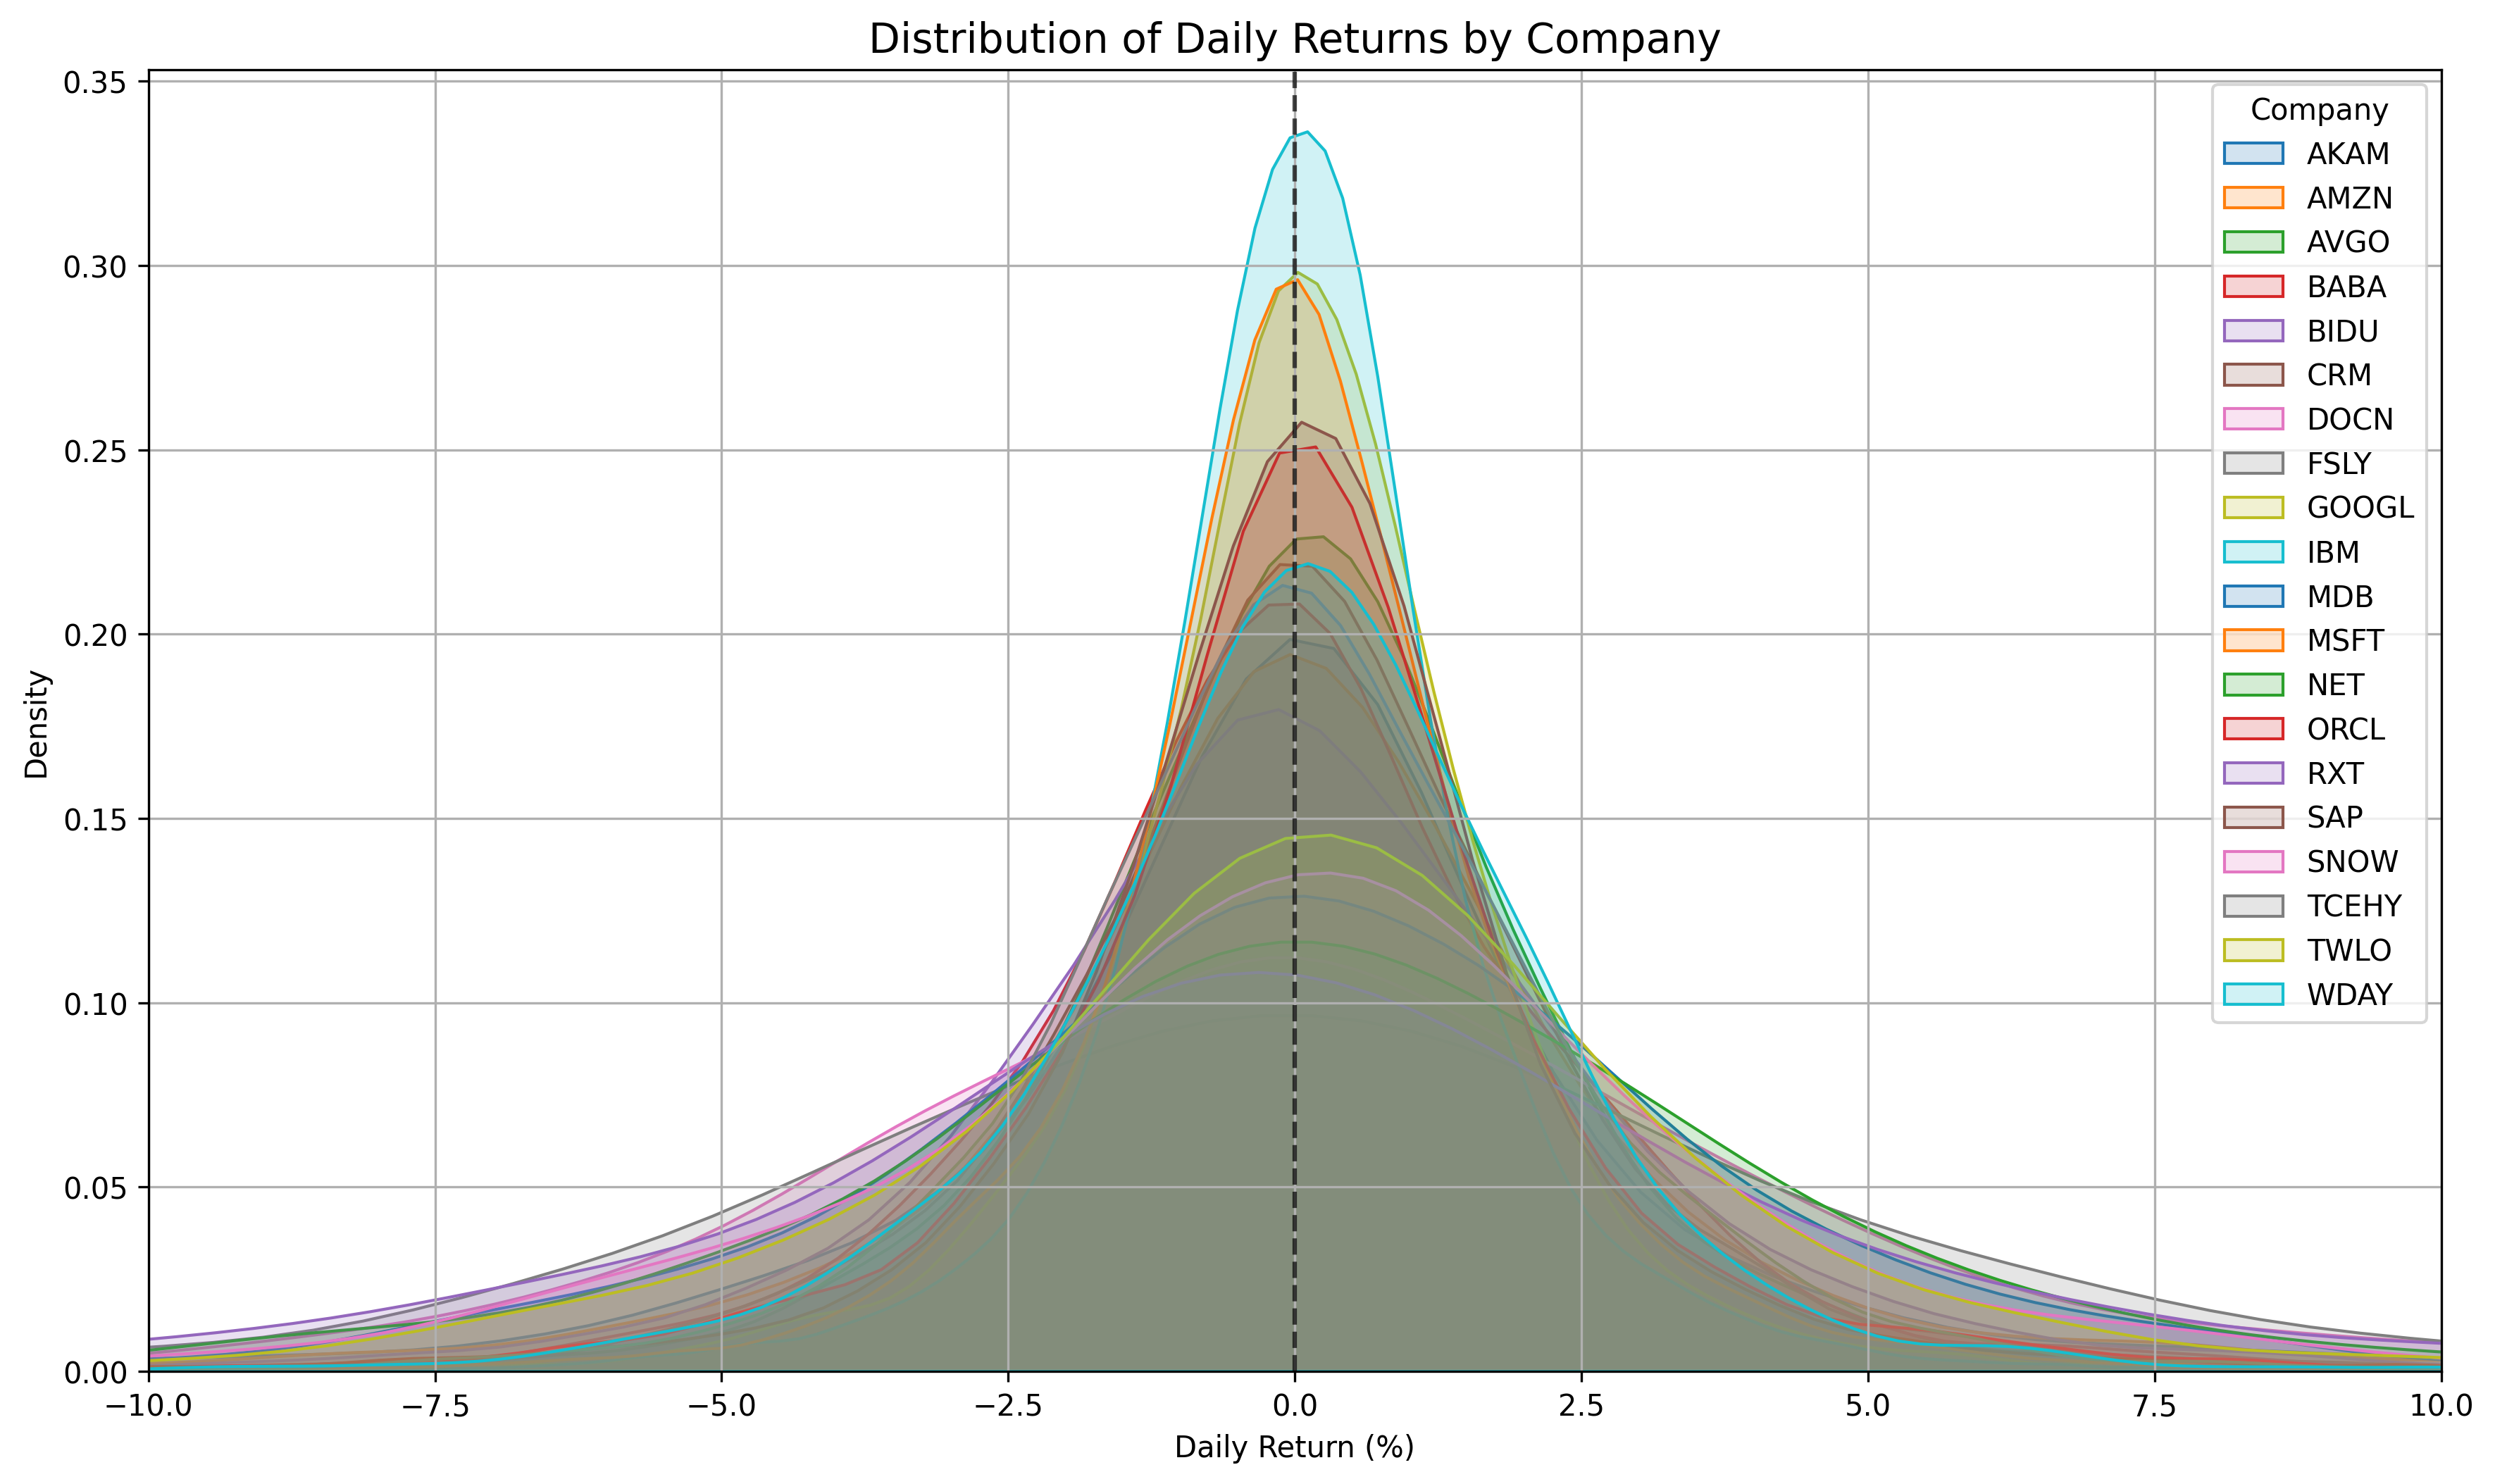 Distribution of Daily Returns by Company
0.35
0.30
0.25
0.20
0.15
0.10
0.05
0.00
Density
−10.0
−7.5
−5.0
−2.5
0.0
2.5
5.0
7.5
10.0
Daily Return (%)
Company
AKAM
AMZN
AVGO
BABA
BIDU
CRM
DOCN
FSLY
GOOGL
IBM
MDB
MSFT
NET
ORCL
RXT
SAP
SNOW
TCEHY
TWLO
WDAY